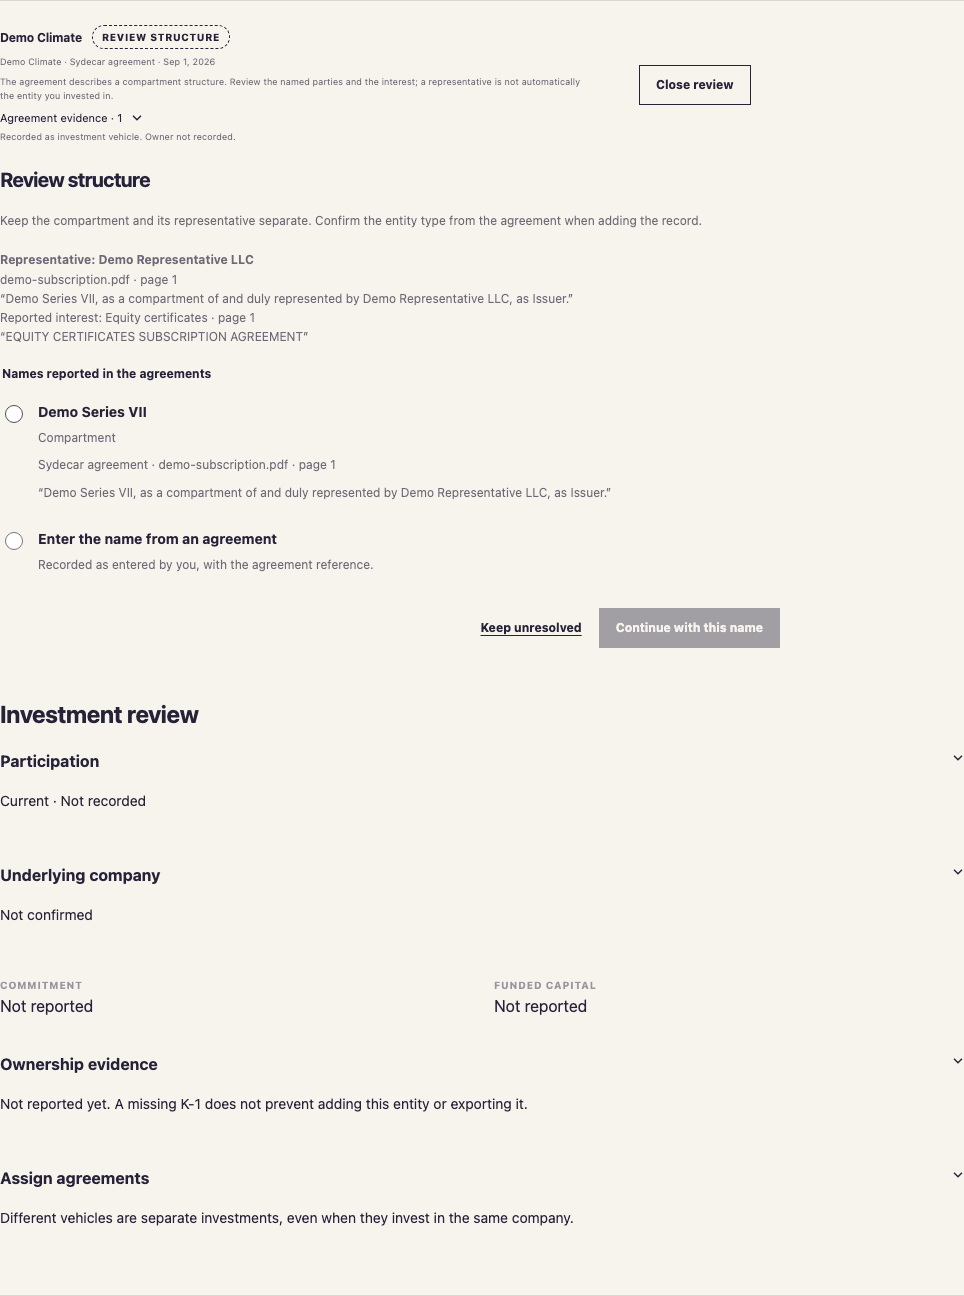 Demo Climate REVIEW STRUCTURE
Demo Climate · Sydecar agreement · Sep 1, 2026
The agreement describes a compartment structure. Review the named parties and the interest; a representative is not automatically
the entity you invested in.
Close review
Agreement evidence · 1
Recorded as investment vehicle. Owner not recorded.
Review structure
Keep the compartment and its representative separate. Confirm the entity type from the agreement when adding the record.
Representative: Demo Representative LLC
demo-subscription.pdf · page 1
“Demo Series VII, as a compartment of and duly represented by Demo Representative LLC, as Issuer.”
Reported interest: Equity certificates · page 1
“EQUITY CERTIFICATES SUBSCRIPTION AGREEMENT”
Names reported in the agreements
Demo Series VII
Compartment
Sydecar agreement · demo-subscription.pdf · page 1
“Demo Series VII, as a compartment of and duly represented by Demo Representative LLC, as Issuer.”
Enter the name from an agreement
Recorded as entered by you, with the agreement reference.
Keep unresolved Continue with this name
Investment review
Participation
Current · Not recorded
Underlying company
Not confirmed
COMMITMENT FUNDED CAPITAL
Not reported Not reported
Ownership evidence
Not reported yet. A missing K-1 does not prevent adding this entity or exporting it.
Assign agreements
Different vehicles are separate investments, even when they invest in the same company.